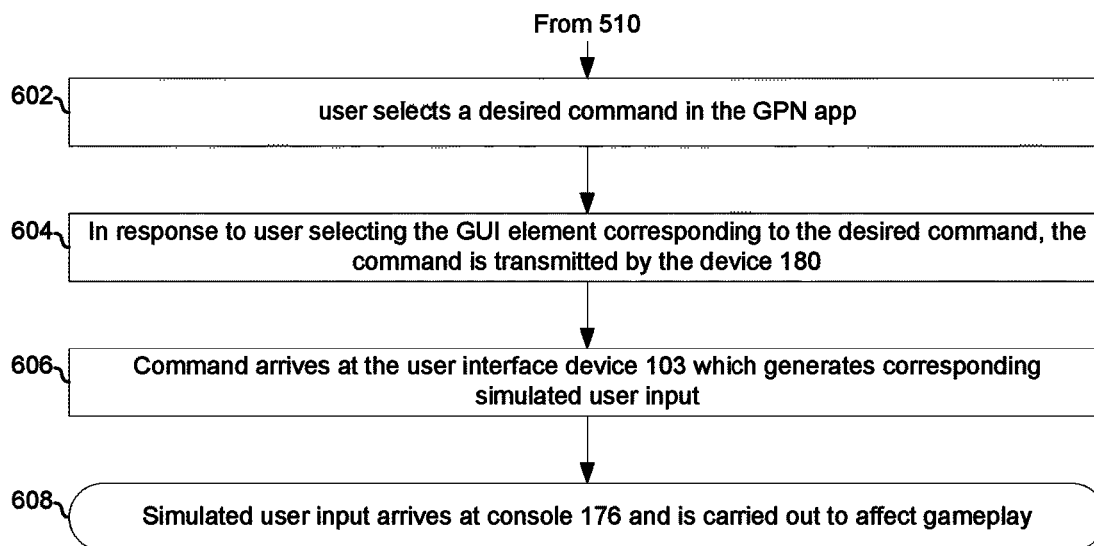 From 510
602
user selects a desired command in the GPN app
604
In response to user selecting the GUI element corresponding to the desired command, the
command is transmitted by the device 180
606
Command arrives at the user interface device 103 which generates corresponding
simulated user input
608
Simulated user input arrives at console 176 and is carried out to affect gameplay